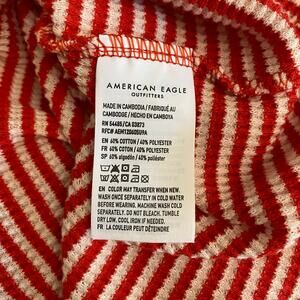 AMERICAN EAGLE
OUTFITTERS
MADE IN CAMBODIA / FABRIQUÉ AU
CAMBODGE / HECHO EN CAMBOYA
RN 54485/CA 03873
RFC# AEM1206050U9A
EN 60% COTTON / 40% POLYESTER
FR 60% COTON / 40% POLYESTER
SP 60% algodón / 40% poliéster
EN COLOR MAY TRANSFER WHEN NEW.
WASH ONCE SEPARATELY IN COLD WATER
BEFORE WEARING. MACHINE WASH COLD
SEPARATELY. DO NOT BLEACH. TUMBLE
DRY LOW. COOL IRON IF NEEDED.
FR LA COULEUR PEUT DÉTEINDRE